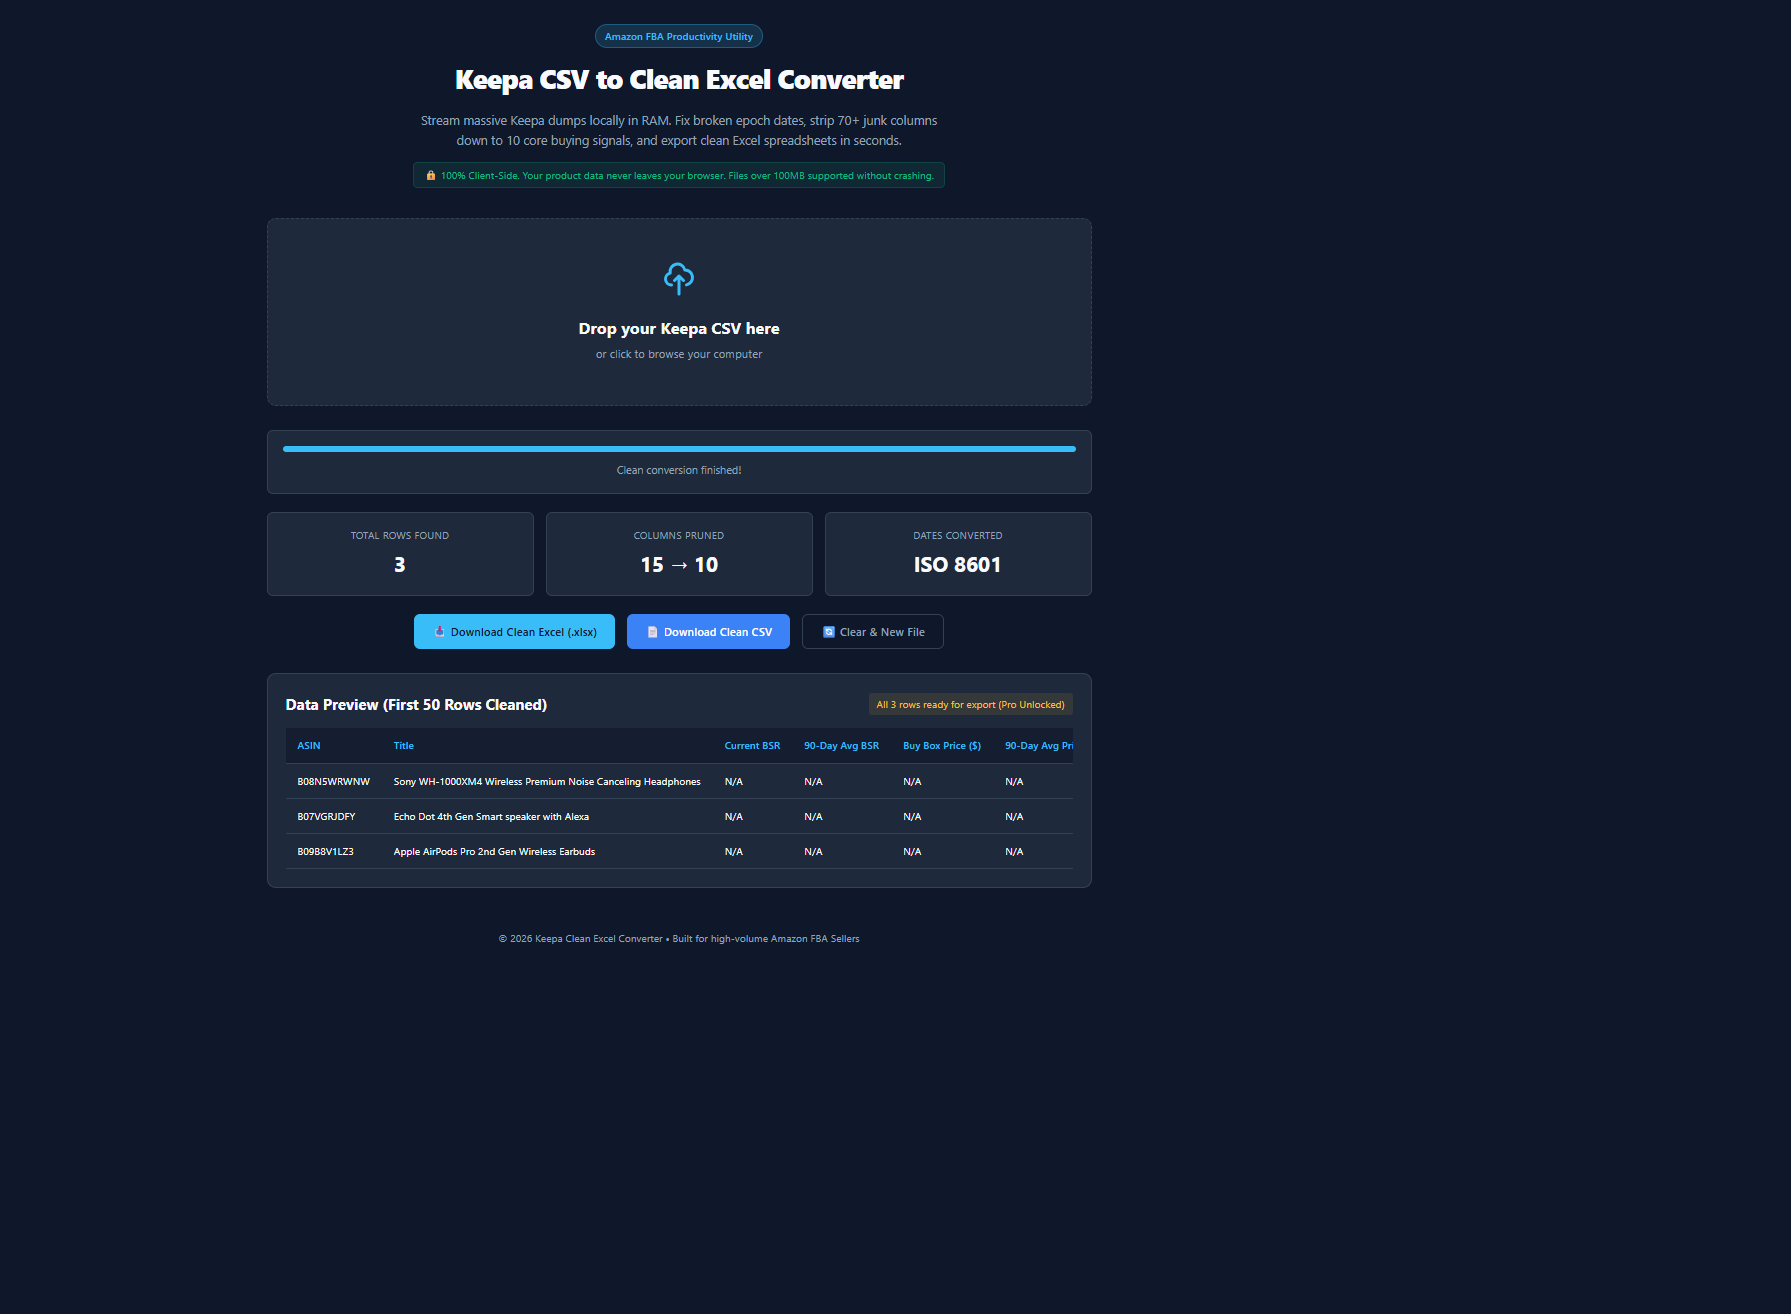 Amazon FBA Productivity Utility
Keepa CSV to Clean Excel Converter
Stream massive Keepa dumps locally in RAM. Fix broken epoch dates, strip 70+ junk columns
down to 10 core buying signals, and export clean Excel spreadsheets in seconds.
🔒 100% Client-Side. Your product data never leaves your browser. Files over 100MB supported without crashing.
Drop your Keepa CSV here
or click to browse your computer
Clean conversion finished!
TOTAL ROWS FOUND
3
COLUMNS PRUNED
15 → 10
DATES CONVERTED
ISO 8601
📥 Download Clean Excel (.xlsx)
📄 Download Clean CSV
🔄 Clear & New File
Data Preview (First 50 Rows Cleaned)
All 3 rows ready for export (Pro Unlocked)
ASIN Title Current BSR 90-Day Avg BSR Buy Box Price ($) 90-Day Avg Pri
B08N5WRWNW Sony WH-1000XM4 Wireless Premium Noise Canceling Headphones N/A N/A N/A N/A
B07VGRJDFY Echo Dot 4th Gen Smart speaker with Alexa N/A N/A N/A N/A
B09B8V1LZ3 Apple AirPods Pro 2nd Gen Wireless Earbuds N/A N/A N/A N/A
© 2026 Keepa Clean Excel Converter • Built for high-volume Amazon FBA Sellers